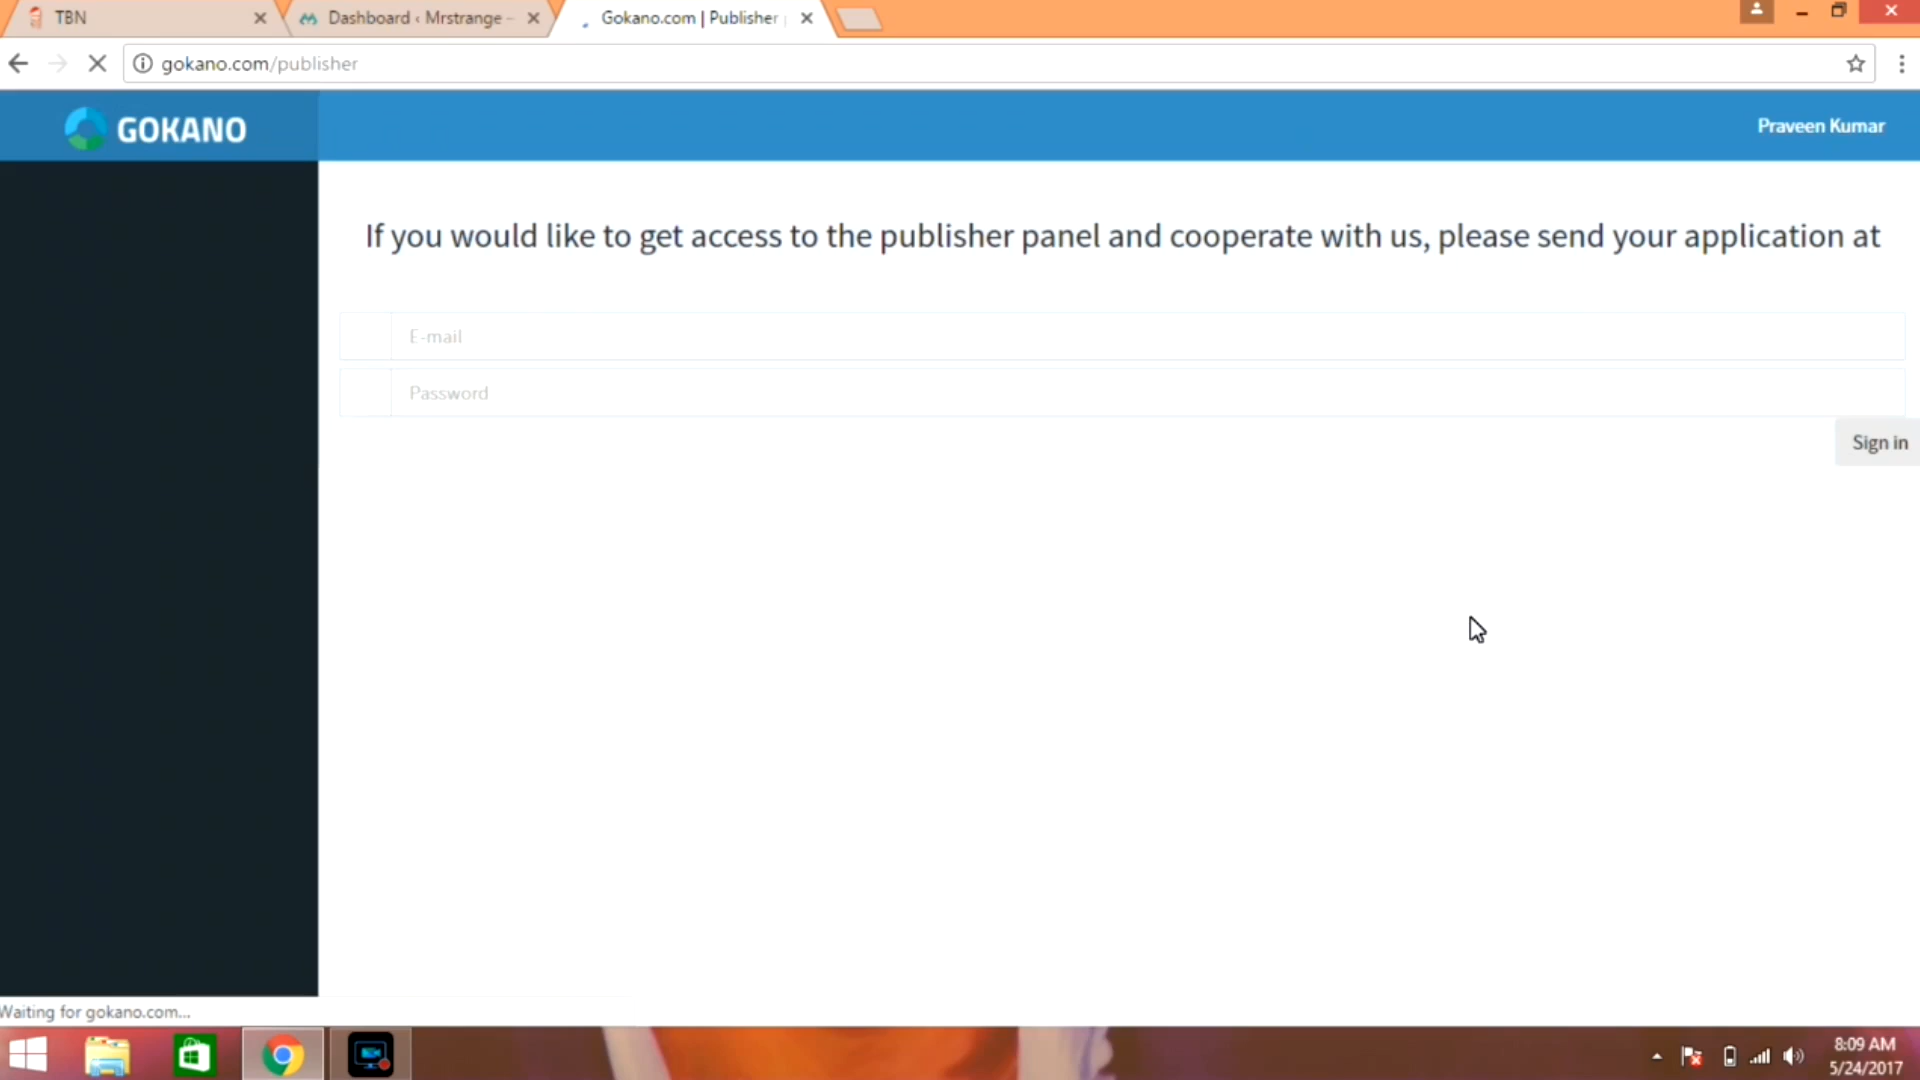 TBN
Dashboard ‹ Mrstrange –
Gokano.com | Publisher
gokano.com/publisher
GOKANO
Praveen Kumar
If you would like to get access to the publisher panel and cooperate with us, please send your application at
E-mail
Password
Sign in
Waiting for gokano.com...
8:09 AM
5/24/2017